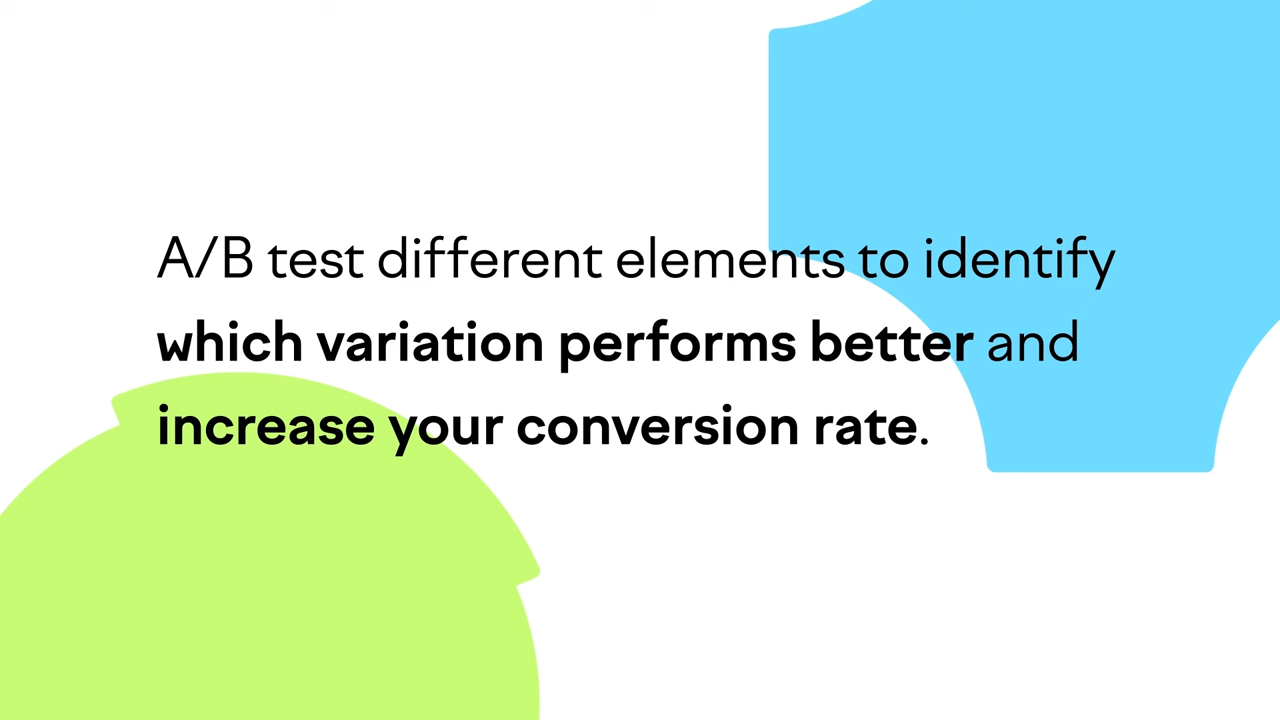 A/B test different elements to identify
which variation performs better and
increase your conversion rate.